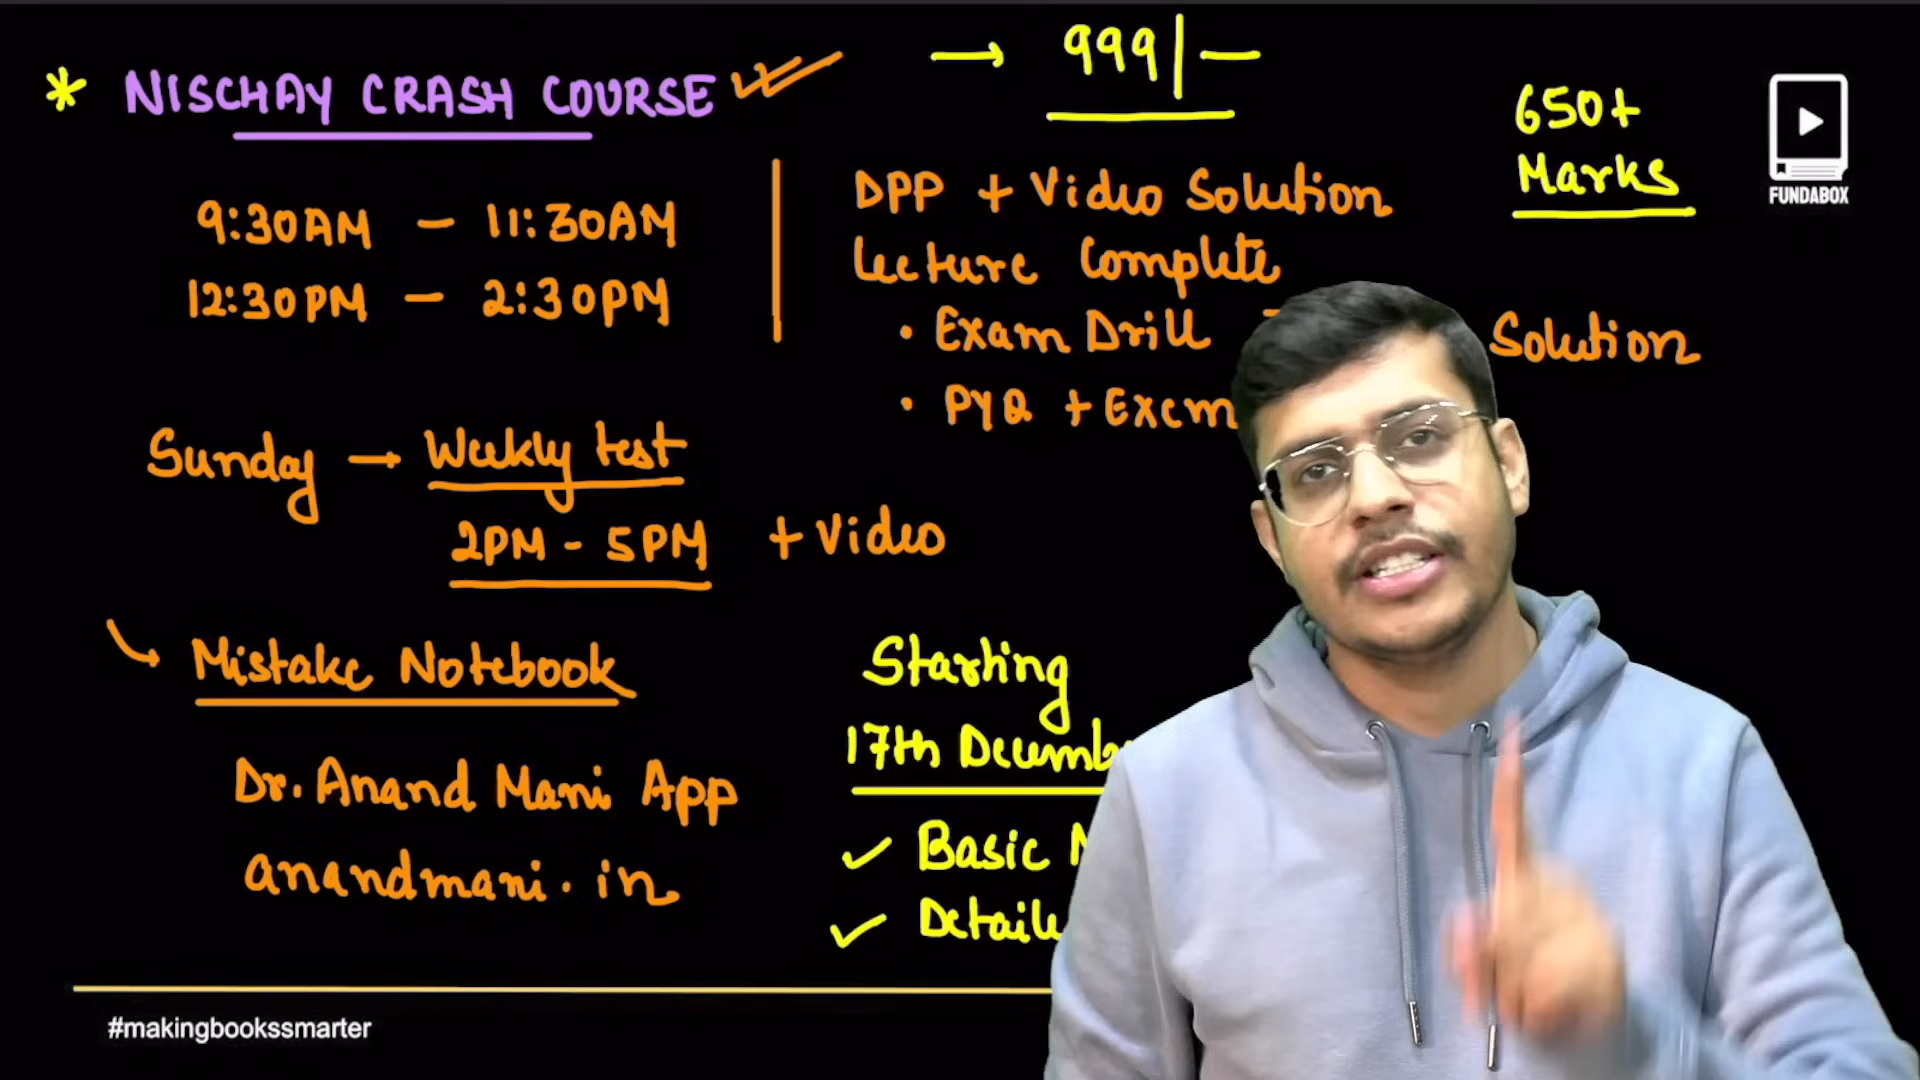 * NISCHAY CRASH COURSE
→ 999/-
650+
Marks
FUNDABOX
9:30AM - 11:30AM
12:30PM - 2:30PM
DPP + Video Solution
Lecture Complete
• Exam Drill
Solution
• PYQ +
Sunday → Weekly test
2PM - 5PM + Video
Mistake Notebook
Dr. Anand Mani App
anandmani.in
Starting
17th
✓ Basic
✓
#makingbookssmarter